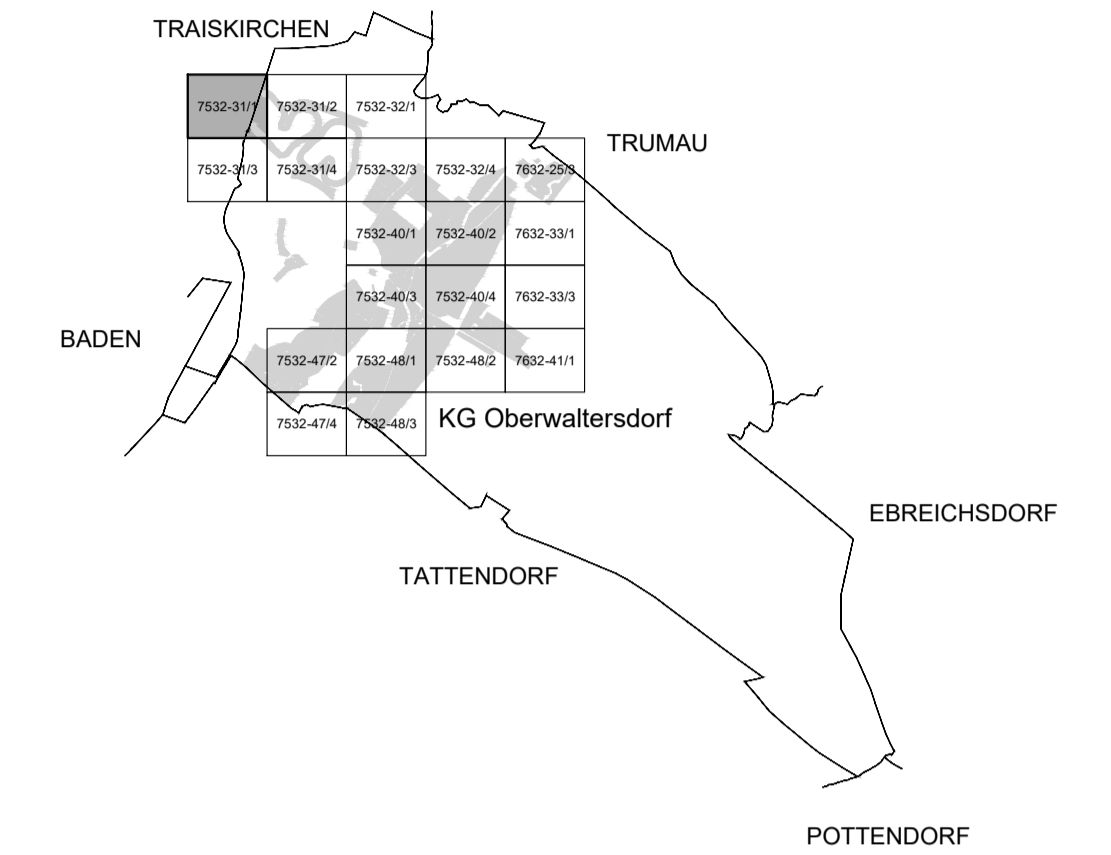 TRAISKIRCHEN
7532-31/1 7532-31/2 7532-32/1
TRUMAU
7532-31/3 7532-31/4 7532-32/3 7532-32/4 7632-25/3
7532-40/1 7532-40/2 7632-33/1
7532-40/3 7532-40/4 7632-33/3
BADEN
7532-47/2 7532-48/1 7532-48/2 7632-41/1
KG Oberwaltersdorf
7532-47/4 7532-48/3
EBREICHSDORF
TATTENDORF
POTTENDORF